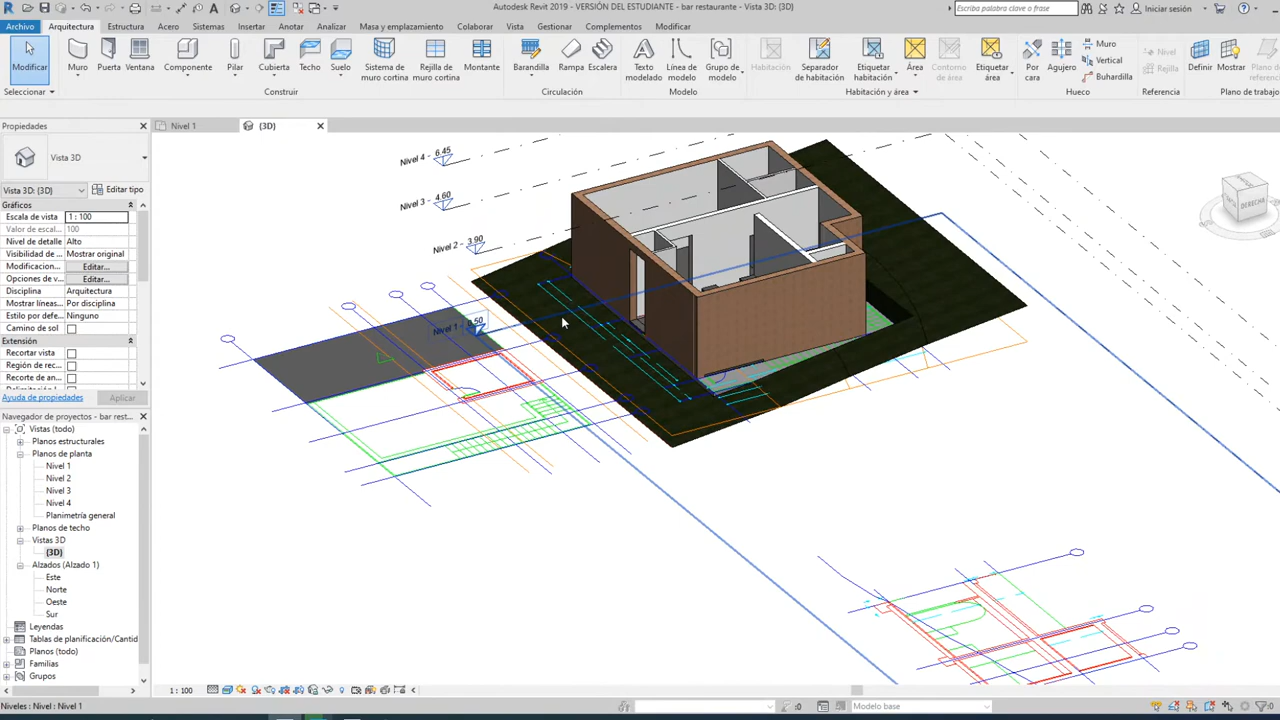 Autodesk Revit 2019 - VERSIÓN DEL ESTUDIANTE - bar restaurante - Vista 3D: {3D}
Escriba palabra clave o frase
Iniciar sesión
Archivo Arquitectura Estructura Acero Sistemas Insertar Anotar Analizar Masa y emplazamiento Colaborar Vista Gestionar Complementos Modificar
Modificar
Muro
Puerta
Ventana
Componente
Pilar
Cubierta
Techo
Suelo
Sistema de
muro cortina
Rejilla de
muro cortina
Montante
Barandilla
Rampa
Escalera
Texto
modelado
Línea de
modelo
Grupo de
modelo
Habitación
Separador
de habitación
Etiquetar
habitación
Área
Contorno
de área
Etiquetar
área
Por
cara
Agujero
Muro
Vertical
Buhardilla
Nivel
Rejilla
Definir
Mostrar
Plano de
referencia
Seleccionar
Construir
Circulación
Modelo
Habitación y área
Hueco
Referencia
Plano de trabajo
Propiedades
Nivel 1
{3D}
Vista 3D
Vista 3D: {3D}
Editar tipo
Gráficos
Escala de vista 1 : 100
Valor de escal... 100
Nivel de detalle Alto
Visibilidad de ... Mostrar original
Modificacion... Editar...
Opciones de v... Editar...
Disciplina Arquitectura
Mostrar líneas... Por disciplina
Estilo por defe... Ninguno
Camino de sol
Extensión
Recortar vista
Región de rec...
Recorte de an...
Ayuda de propiedades
Aplicar
Navegador de proyectos - bar rest...
Vistas (todo)
Planos estructurales
Planos de planta
Nivel 1
Nivel 2
Nivel 3
Nivel 4
Planimetría general
Planos de techo
Vistas 3D
{3D}
Alzados (Alzado 1)
Este
Norte
Oeste
Sur
Leyendas
Tablas de planificación/Cantid
Planos (todo)
Familias
Grupos
Nivel 4 - 6.45
Nivel 3 - 4.60
Nivel 2 - 3.90
Nivel 1 -
DERECHA
1 : 100
Niveles : Nivel : Nivel 1
:0
Modelo base
:0